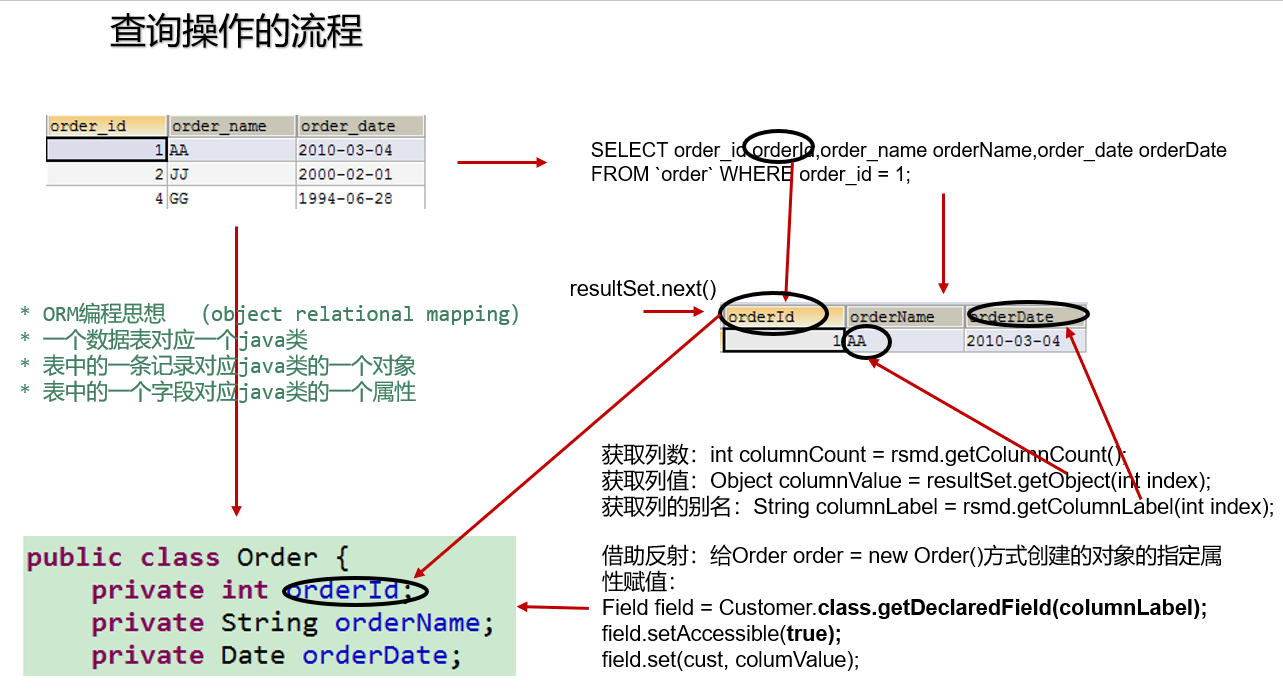 查询操作的流程
order_id order_name order_date
1 AA 2010-03-04
2 JJ 2000-02-01
4 GG 1994-06-28
SELECT order_id orderId,order_name orderName,order_date orderDate
FROM `order` WHERE order_id = 1;
resultSet.next()
orderId orderName orderDate
1 AA 2010-03-04
* ORM编程思想 （object relational mapping）
* 一个数据表对应一个java类
* 表中的一条记录对应java类的一个对象
* 表中的一个字段对应java类的一个属性
获取列数：int columnCount = rsmd.getColumnCount();
获取列值：Object columnValue = resultSet.getObject(int index);
获取列的别名：String columnLabel = rsmd.getColumnLabel(int index);
借助反射：给Order order = new Order()方式创建的对象的指定属
性赋值：
Field field = Customer.class.getDeclaredField(columnLabel);
field.setAccessible(true);
field.set(cust, columValue);
public class Order {
private int orderId;
private String orderName;
private Date orderDate;